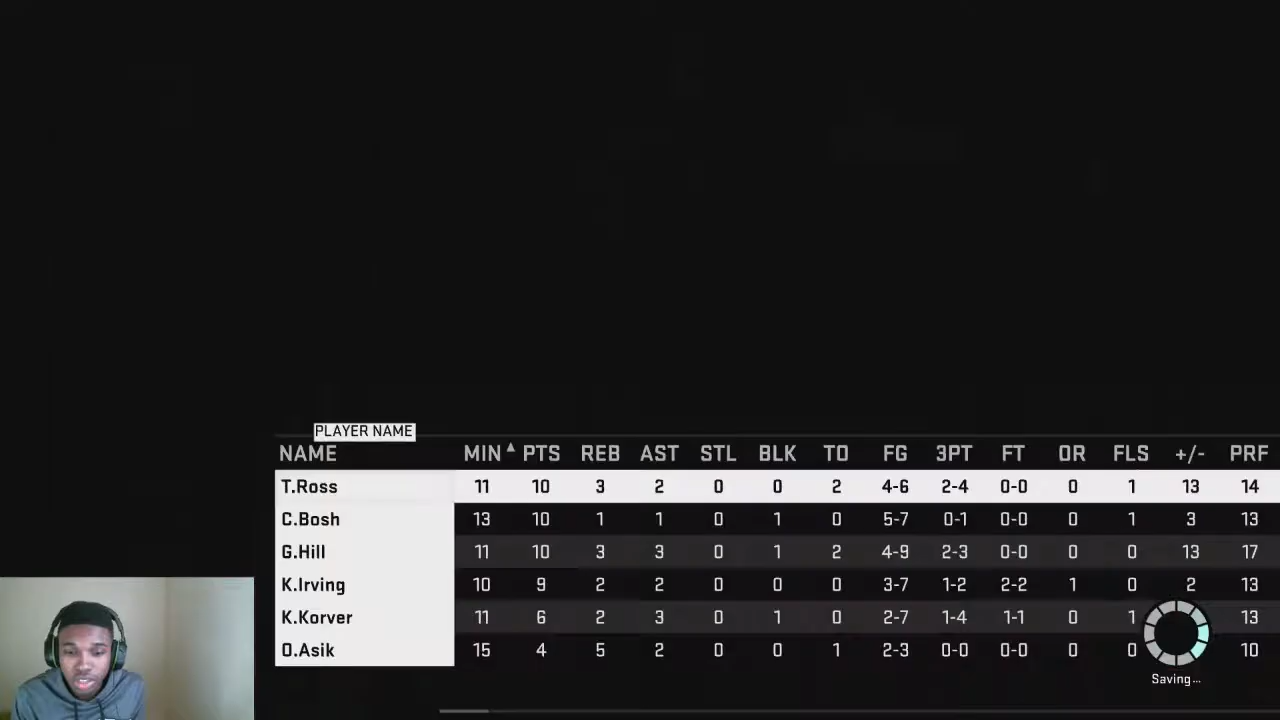 PLAYER NAME
NAME MIN PTS REB AST STL BLK TO FG 3PT FT OR FLS +/- PRF
T.Ross 11 10 3 2 0 0 2 4-6 2-4 0-0 0 1 13 14
C.Bosh 13 10 1 1 0 1 0 5-7 0-1 0-0 0 1 3 13
G.Hill 11 10 3 3 0 1 2 4-9 2-3 0-0 0 0 13 17
K.Irving 10 9 2 2 0 0 0 3-7 1-2 2-2 1 0 2 13
K.Korver 11 6 2 3 0 1 0 2-7 1-4 1-1 0 1 13
O.Asik 15 4 5 2 0 0 1 2-3 0-0 0-0 0 0 10
Saving...